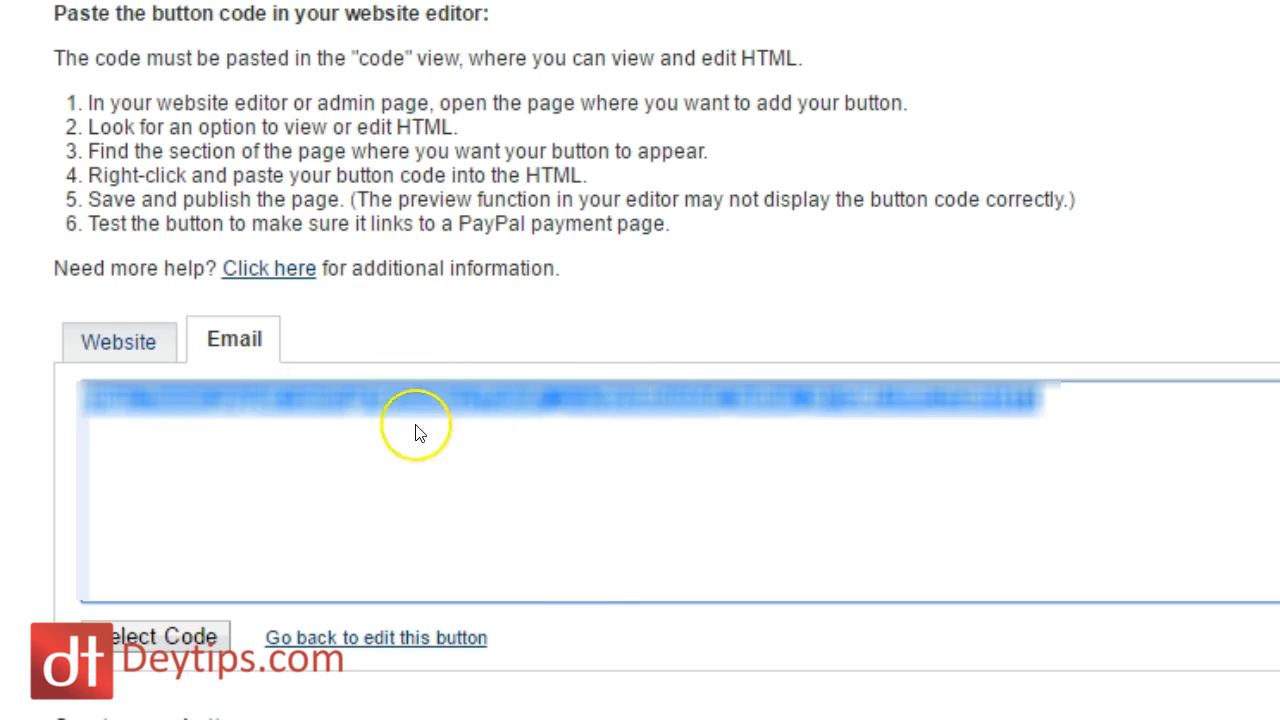 Paste the button code in your website editor:
The code must be pasted in the "code" view, where you can view and edit HTML.
1. In your website editor or admin page, open the page where you want to add your button.
2. Look for an option to view or edit HTML.
3. Find the section of the page where you want your button to appear.
4. Right-click and paste your button code into the HTML.
5. Save and publish the page. (The preview function in your editor may not display the button code correctly.)
6. Test the button to make sure it links to a PayPal payment page.
Need more help? Click here for additional information.
Website Email
elect Code Go back to edit this button
dt Deytips.com